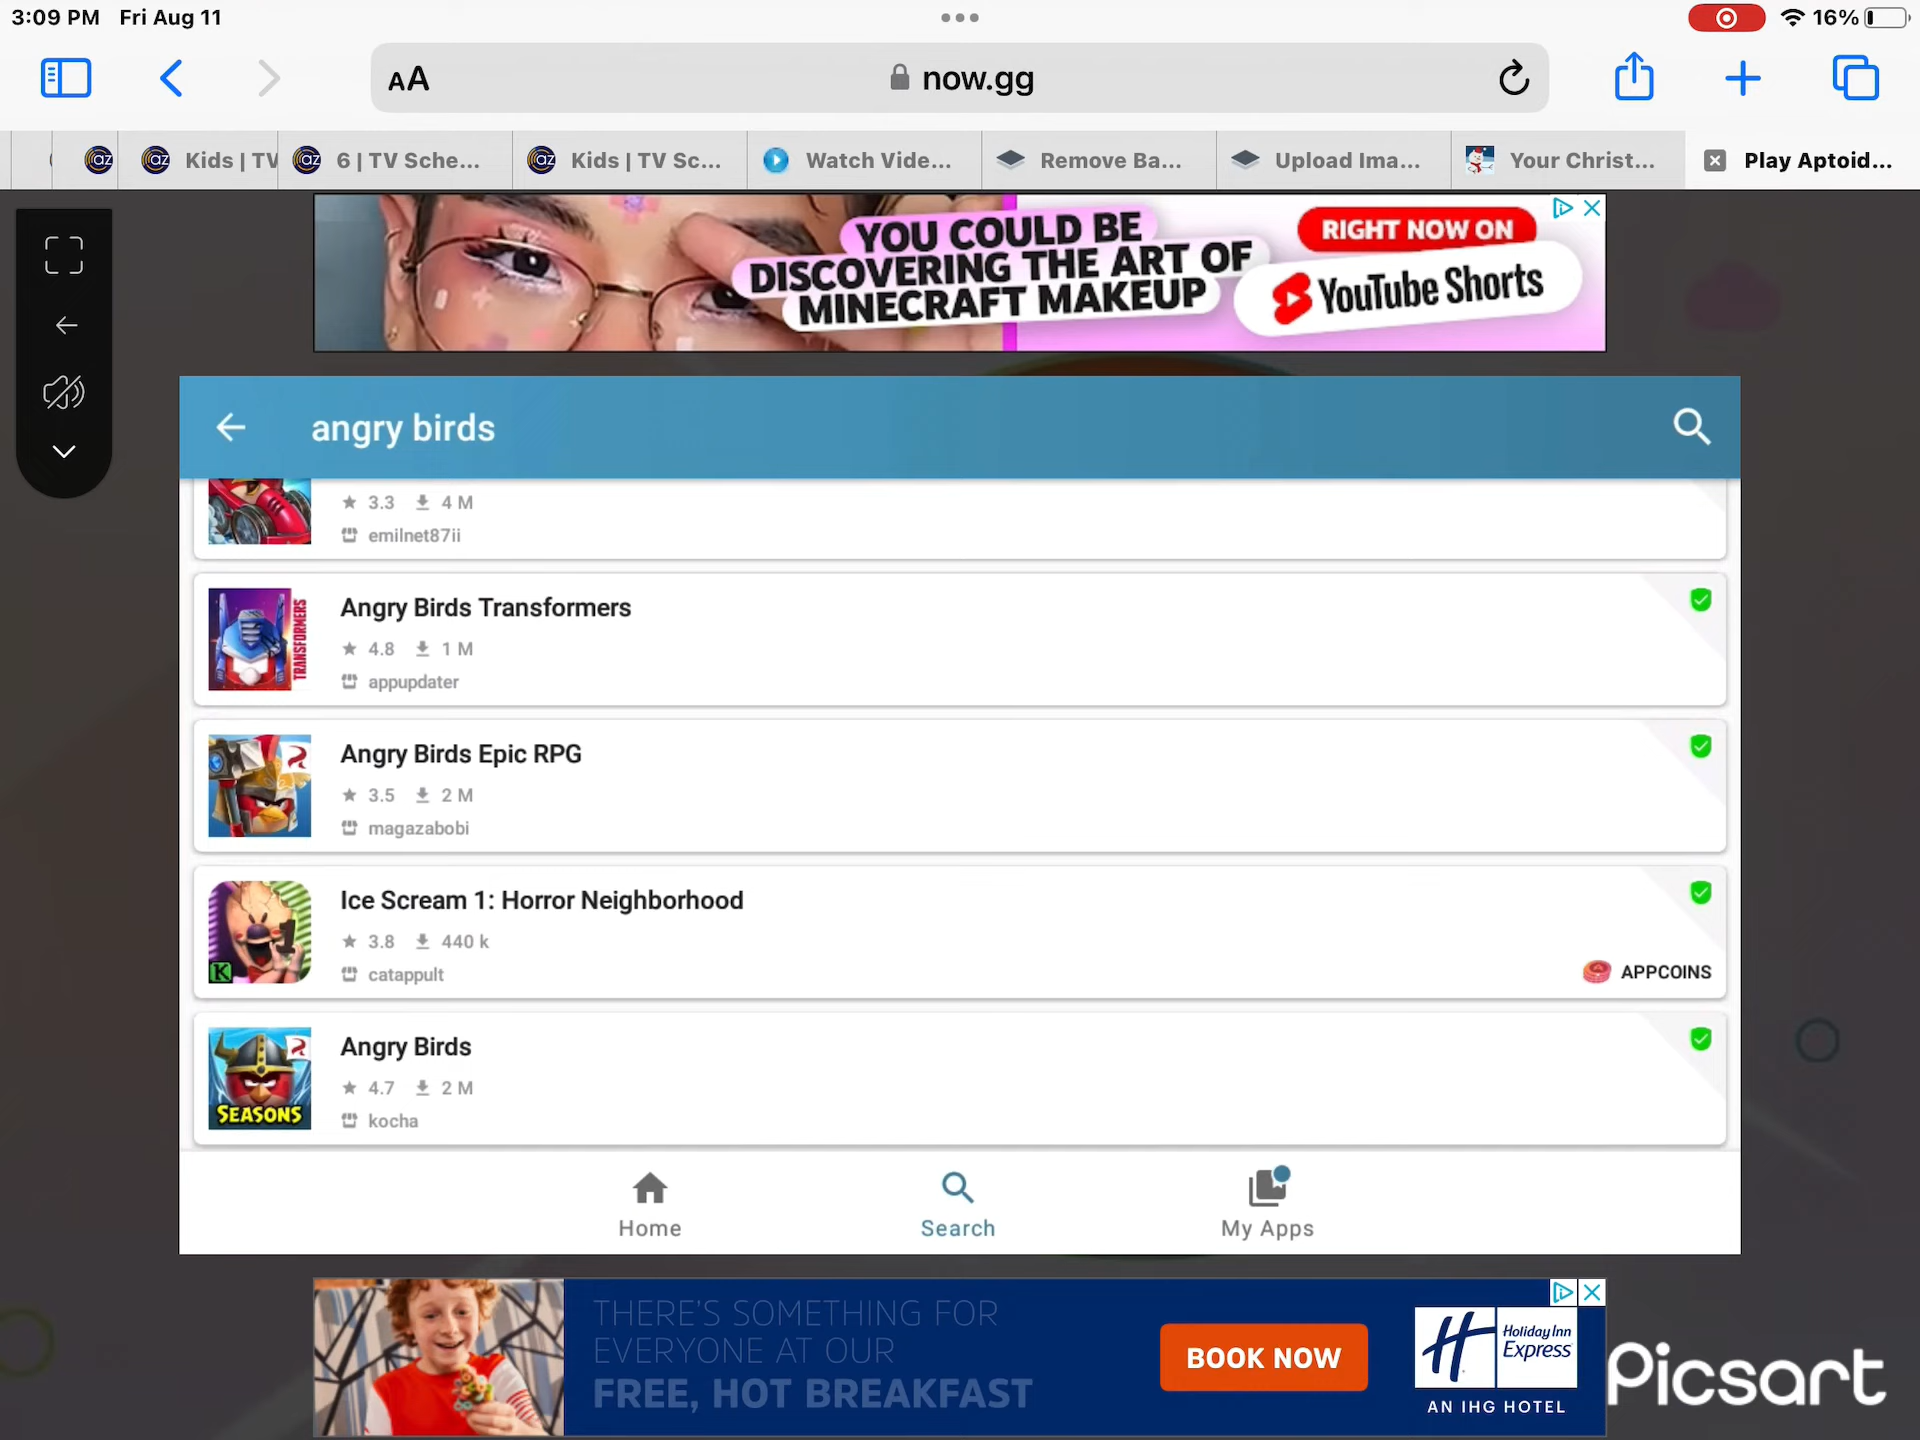 3:09 PM Fri Aug 11
16%
AA
now.gg
Kids | TV
6 | TV Sche...
Kids | TV Sc...
Watch Vide...
Remove Ba...
Upload Ima...
Your Christ...
Play Aptoid...
YOU COULD BE
DISCOVERING THE ART OF
MINECRAFT MAKEUP
RIGHT NOW ON
YouTube Shorts
angry birds
3.3 4 M
emilnet87ii
TRANSFORMERS
Angry Birds Transformers
4.8 1 M
appupdater
Angry Birds Epic RPG
3.5 2 M
magazabobi
Ice Scream 1: Horror Neighborhood
3.8 440 k
catappult
1
K
APPCOINS
Angry Birds
4.7 2 M
kocha
SEASONS
Home
Search
My Apps
THERE'S SOMETHING FOR
EVERYONE AT OUR
FREE, HOT BREAKFAST
BOOK NOW
H
Holiday Inn
Express
AN IHG HOTEL
Picsart